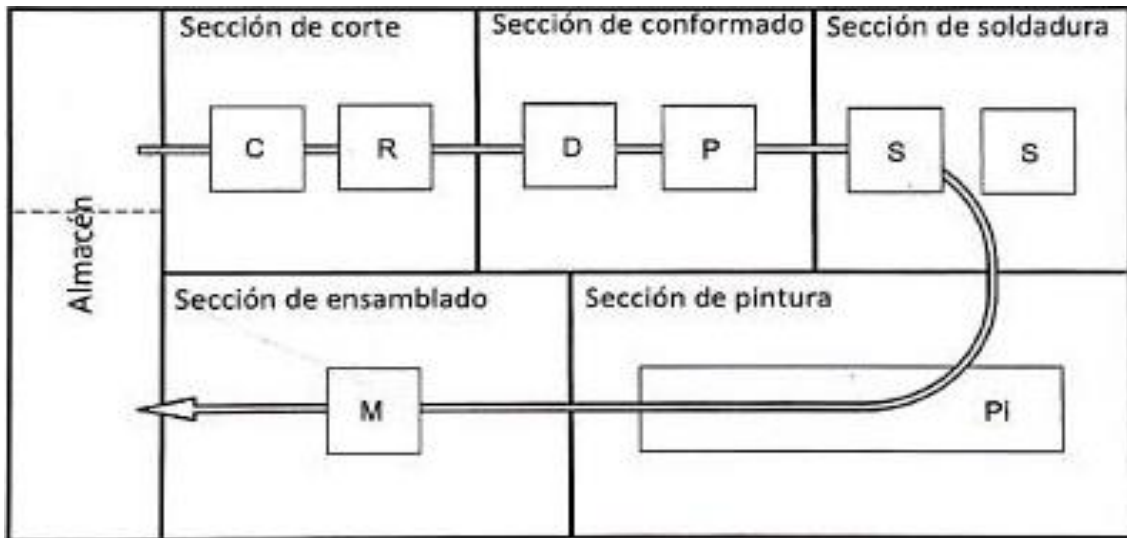 Sección de corte
Sección de conformado
Sección de soldadura
C
R
D
P
S
S
Almacén
Sección de ensamblado
Sección de pintura
M
Pi